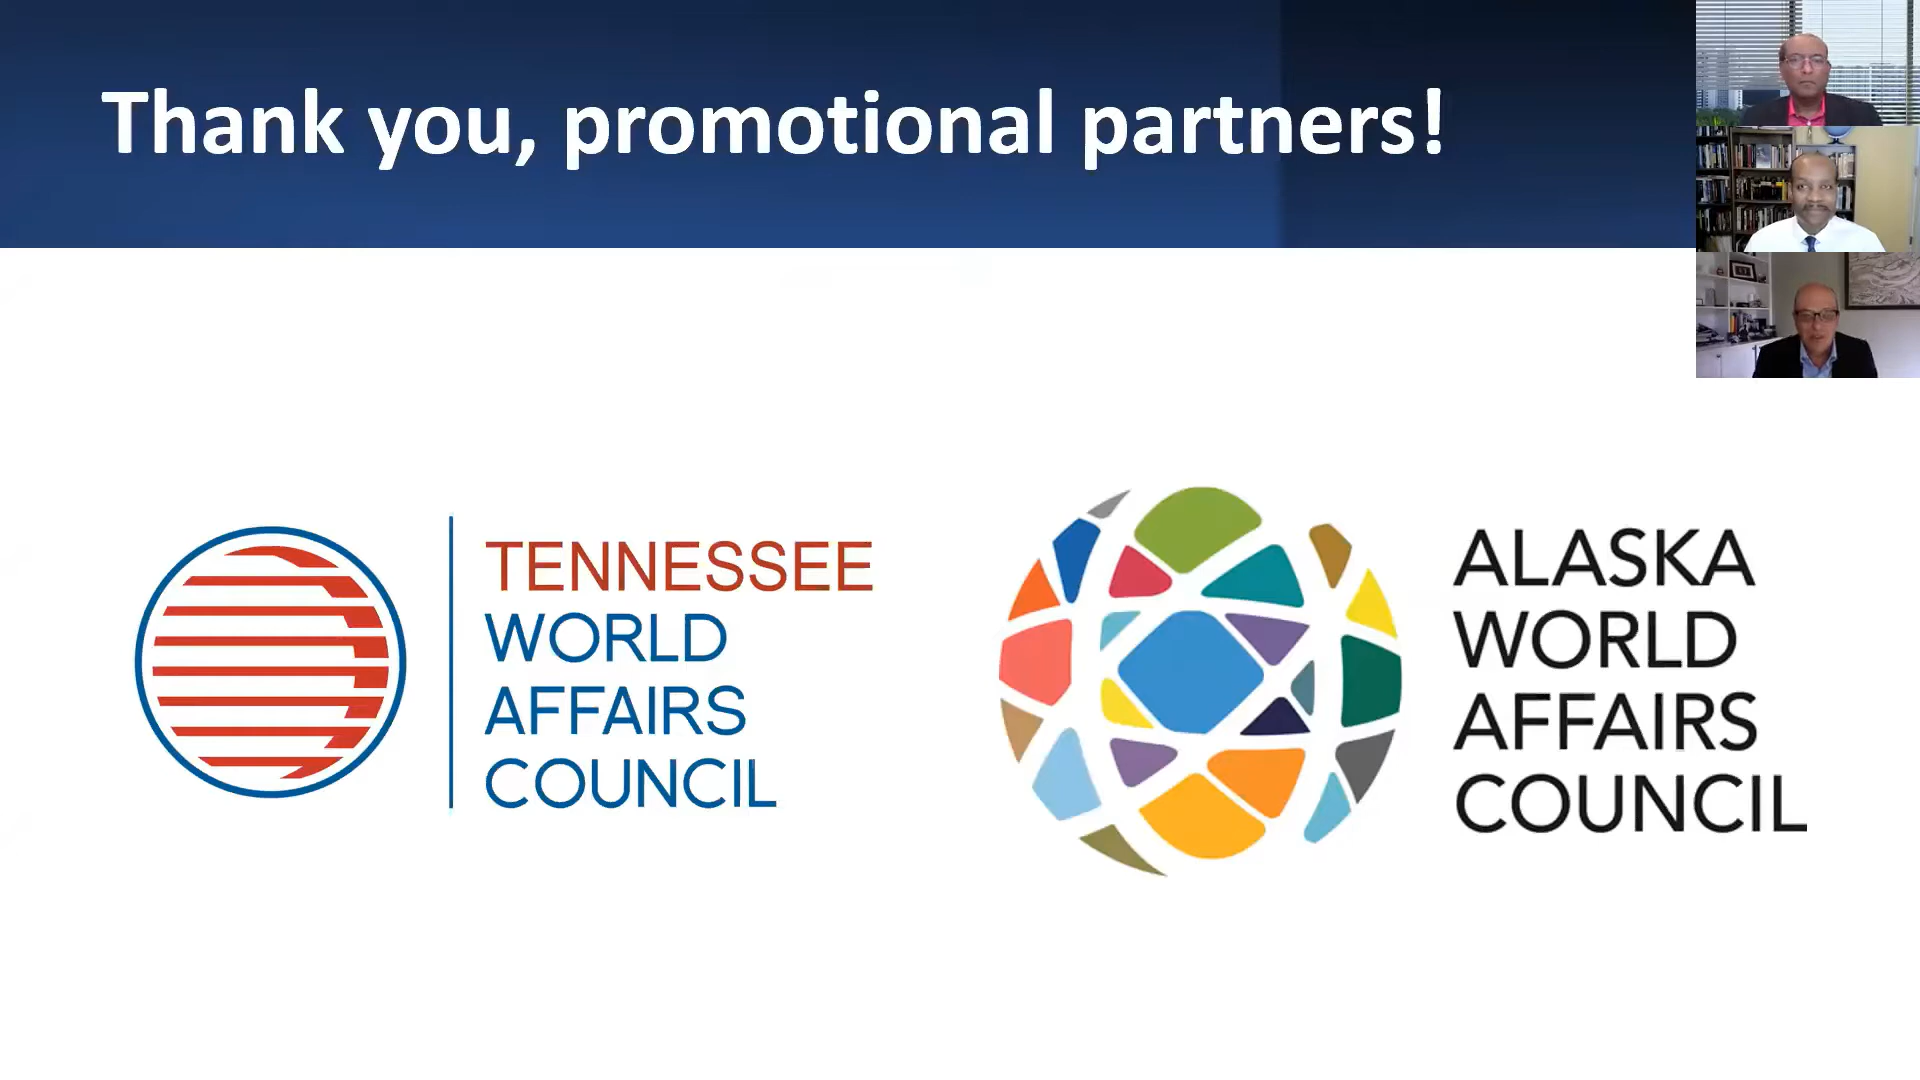 Thank you, promotional partners!
TENNESSEE
WORLD
AFFAIRS
COUNCIL
ALASKA
WORLD
AFFAIRS
COUNCIL